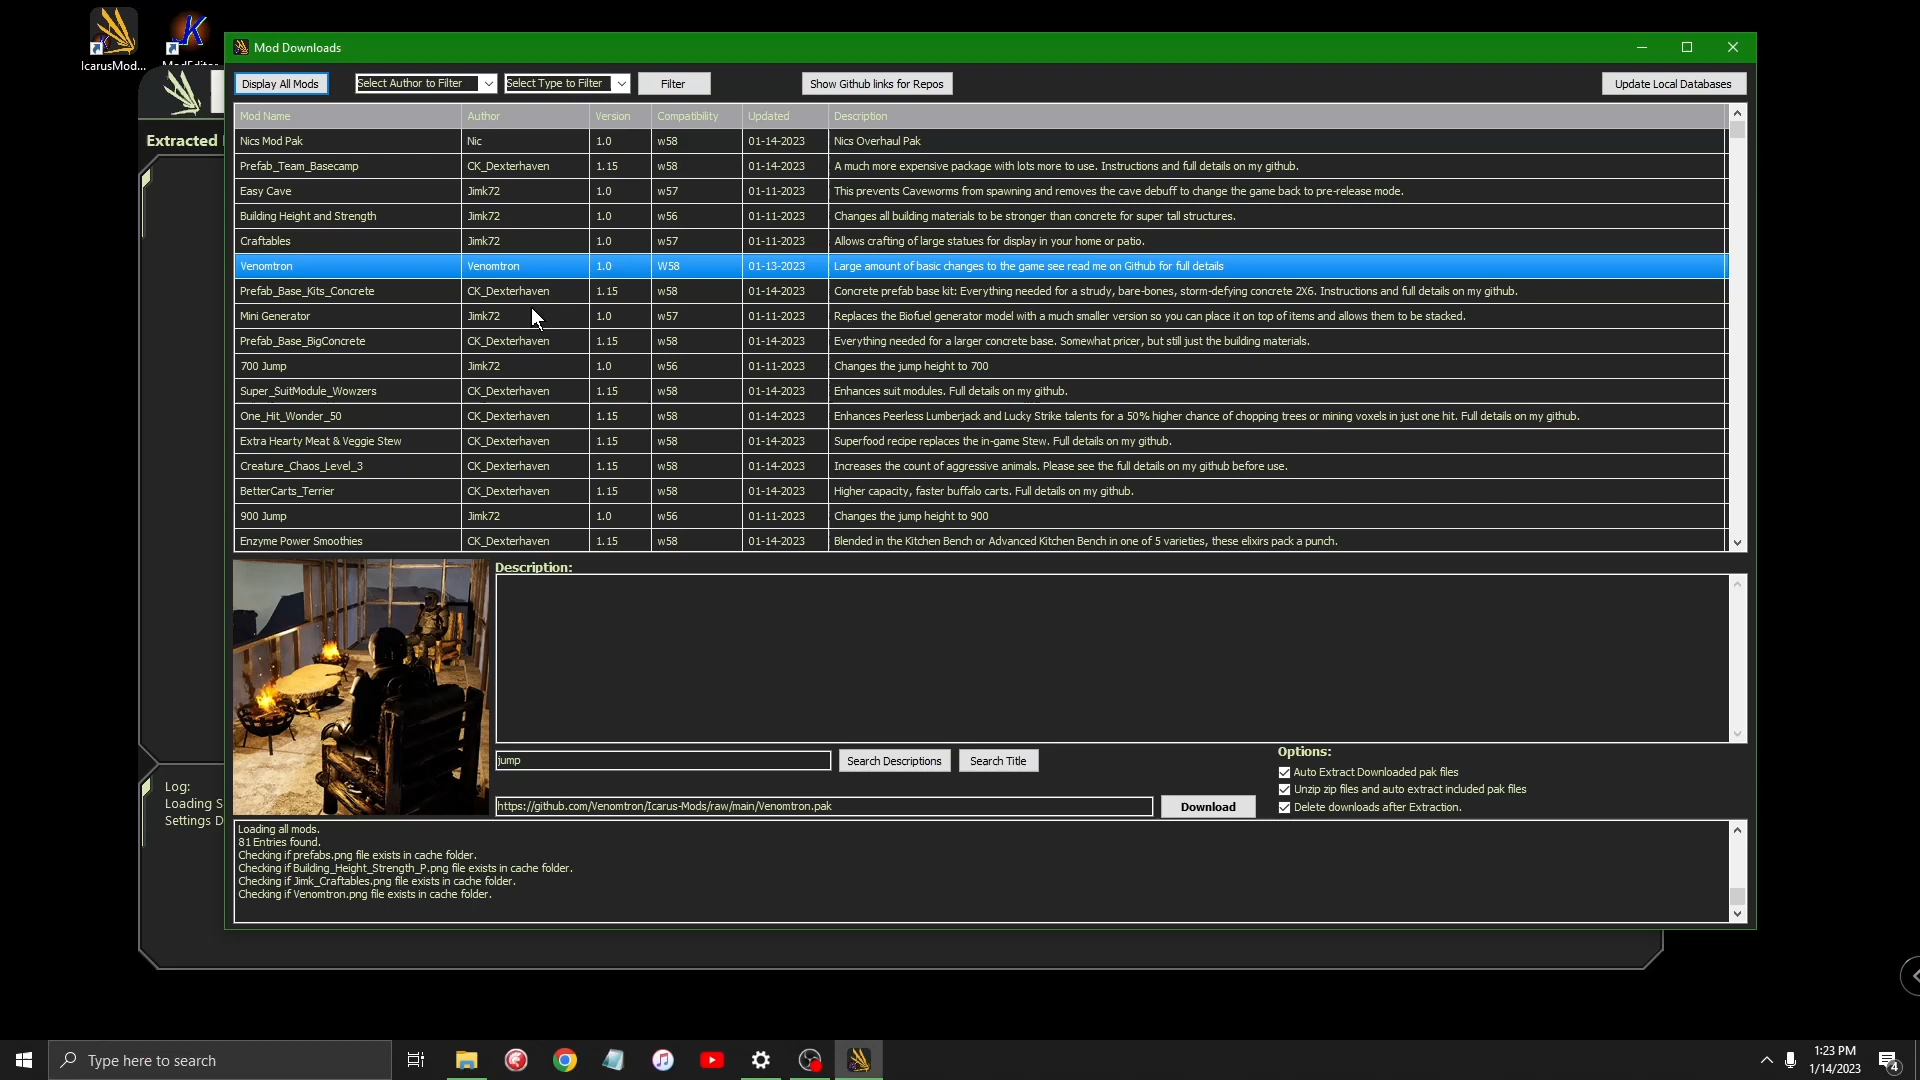 IcarusMod...
ModEditor
Mod Downloads
Display All Mods
Select Author to Filter
Select Type to Filter
Filter
Show Github links for Repos
Update Local Databases
Extracted
Mod Name Author Version Compatibility Updated Description
Nics Mod Pak Nic 1.0 w58 01-14-2023 Nics Overhaul Pak
Prefab_Team_Basecamp CK_Dexterhaven 1.15 w58 01-14-2023 A much more expensive package with lots more to use. Instructions and full details on my github.
Easy Cave Jimk72 1.0 w57 01-11-2023 This prevents Caveworms from spawning and removes the cave debuff to change the game back to pre-release mode.
Building Height and Strength Jimk72 1.0 w56 01-11-2023 Changes all building materials to be stronger than concrete for super tall structures.
Craftables Jimk72 1.0 w57 01-11-2023 Allows crafting of large statues for display in your home or patio.
Venomtron Venomtron 1.0 W58 01-13-2023 Large amount of basic changes to the game see read me on Github for full details
Prefab_Base_Kits_Concrete CK_Dexterhaven 1.15 w58 01-14-2023 Concrete prefab base kit: Everything needed for a strudy, bare-bones, storm-defying concrete 2X6. Instructions and full details on my github.
Mini Generator Jimk72 1.0 w57 01-11-2023 Replaces the Biofuel generator model with a much smaller version so you can place it on top of items and allows them to be stacked.
Prefab_Base_BigConcrete CK_Dexterhaven 1.15 w58 01-14-2023 Everything needed for a larger concrete base. Somewhat pricer, but still just the building materials.
700 Jump Jimk72 1.0 w56 01-11-2023 Changes the jump height to 700
Super_SuitModule_Wowzers CK_Dexterhaven 1.15 w58 01-14-2023 Enhances suit modules. Full details on my github.
One_Hit_Wonder_50 CK_Dexterhaven 1.15 w58 01-14-2023 Enhances Peerless Lumberjack and Lucky Strike talents for a 50% higher chance of chopping trees or mining voxels in just one hit. Full details on my github.
Extra Hearty Meat & Veggie Stew CK_Dexterhaven 1.15 w58 01-14-2023 Superfood recipe replaces the in-game Stew. Full details on my github.
Creature_Chaos_Level_3 CK_Dexterhaven 1.15 w58 01-14-2023 Increases the count of aggressive animals. Please see the full details on my github before use.
BetterCarts_Terrier CK_Dexterhaven 1.15 w58 01-14-2023 Higher capacity, faster buffalo carts. Full details on my github.
900 Jump Jimk72 1.0 w56 01-11-2023 Changes the jump height to 900
Enzyme Power Smoothies CK_Dexterhaven 1.15 w58 01-14-2023 Blended in the Kitchen Bench or Advanced Kitchen Bench in one of 5 varieties, these elixirs pack a punch.
Description:
jump
Search Descriptions
Search Title
Options:
Auto Extract Downloaded pak files
Unzip zip files and auto extract included pak files
Delete downloads after Extraction.
https://github.com/Venomtron/Icarus-Mods/raw/main/Venomtron.pak
Download
Log:
Loading S
Settings D
Loading all mods.
81 Entries found.
Checking if prefabs.png file exists in cache folder.
Checking if Building_Height_Strength_P.png file exists in cache folder.
Checking if Jimk_Craftables.png file exists in cache folder.
Checking if Venomtron.png file exists in cache folder.
Type here to search
1:23 PM
1/14/2023
4